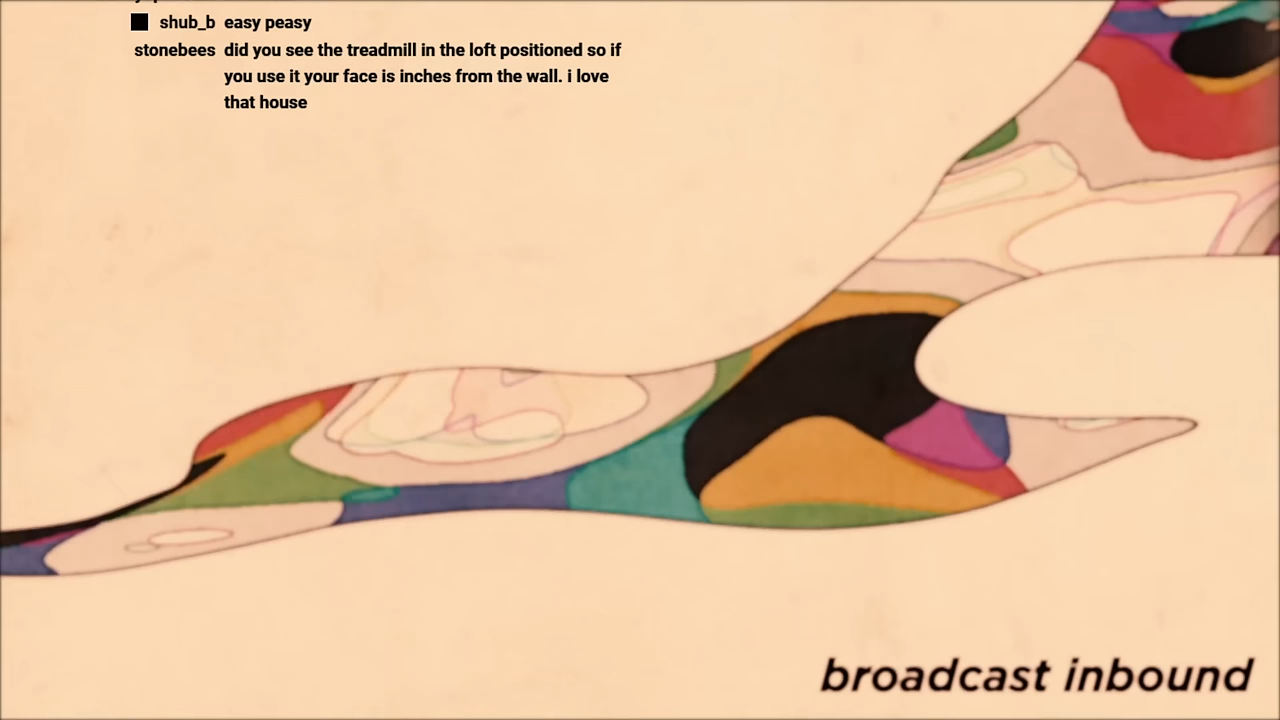 shub_b easy peasy
stonebees did you see the treadmill in the loft positioned so if
you use it your face is inches from the wall. i love
that house
broadcast inbound